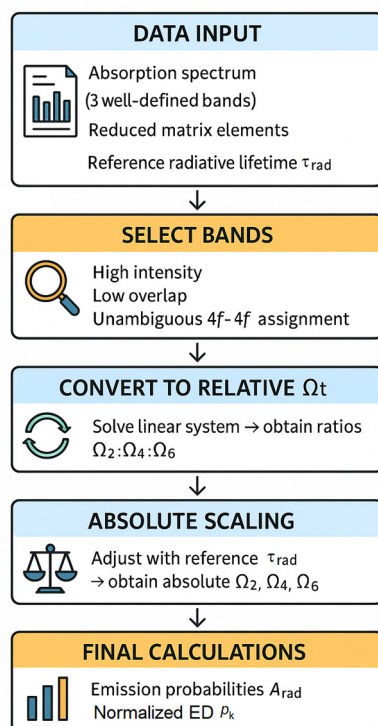 DATA INPUT
Absorption spectrum
(3 well-defined bands)
Reduced matrix elements
Reference radiative lifetime τrad
SELECT BANDS
High intensity
Low overlap
Unambiguous 4f-4f assignment
CONVERT TO RELATIVE Ωt
Solve linear system → obtain ratios
Ω₂:Ω₄:Ω₆
ABSOLUTE SCALING
Adjust with reference τrad
→ obtain absolute Ω₂, Ω₄, Ω₆
FINAL CALCULATIONS
Emission probabilities Arad
Normalized ED pk